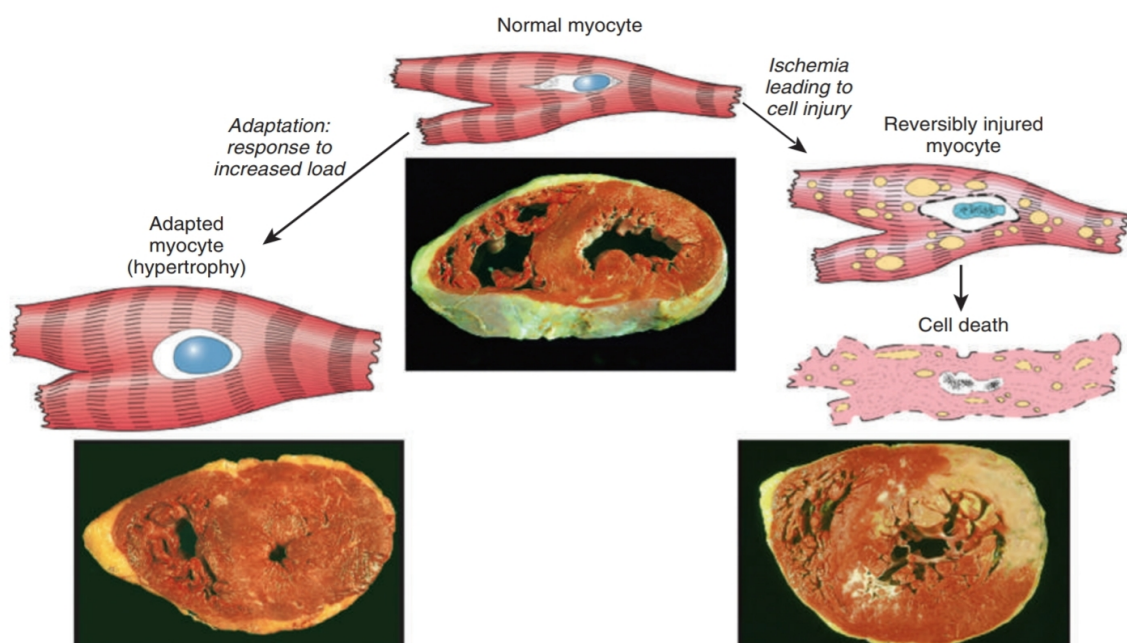 Normal myocyte
Ischemia
leading to
cell injury
Adaptation:
response to
increased load
Reversibly injured
myocyte
Adapted
myocyte
(hypertrophy)
Cell death